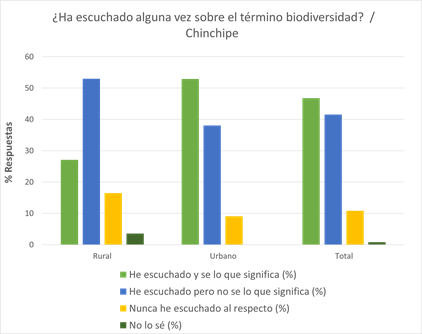 ¿Ha escuchado alguna vez sobre el término biodiversidad? /
Chinchipe
% Respuestas
60
50
40
30
20
10
0
Rural
Urbano
Total
He escuchado y se lo que significa (%)
He escuchado pero no se lo que significa (%)
Nunca he escuchado al respecto (%)
No lo sé (%)